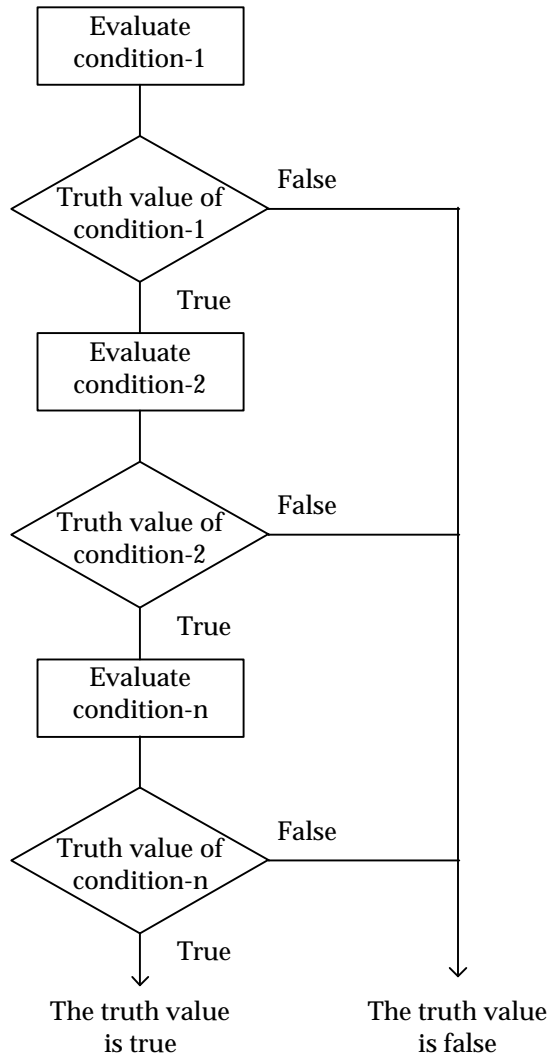 Evaluate
condition-1
Truth value of
condition-1
False
True
Evaluate
condition-2
Truth value of
condition-2
False
True
Evaluate
condition-n
Truth value of
condition-n
False
True
The truth value
is true
The truth value
is false